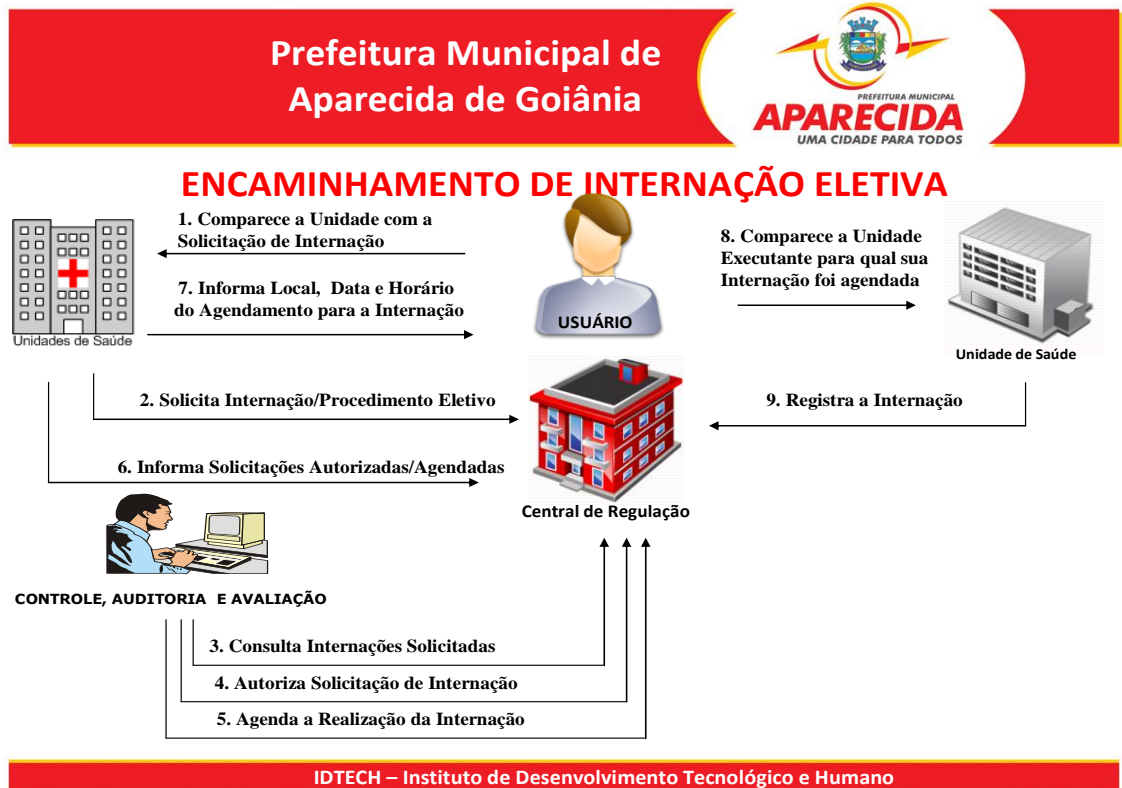 Prefeitura Municipal de
Aparecida de Goiânia
PREFEITURA MUNICIPAL
APARECIDA
UMA CIDADE PARA TODOS
ENCAMINHAMENTO DE INTERNAÇÃO ELETIVA
1. Comparece a Unidade com a
Solicitação de Internação
7. Informa Local, Data e Horário
do Agendamento para a Internação
Unidades de Saúde
USUÁRIO
8. Comparece a Unidade
Executante para qual sua
Internação foi agendada
Unidade de Saúde
2. Solicita Internação/Procedimento Eletivo
9. Registra a Internação
6. Informa Solicitações Autorizadas/Agendadas
Central de Regulação
CONTROLE, AUDITORIA E AVALIAÇÃO
3. Consulta Internações Solicitadas
4. Autoriza Solicitação de Internação
5. Agenda a Realização da Internação
IDTECH – Instituto de Desenvolvimento Tecnológico e Humano